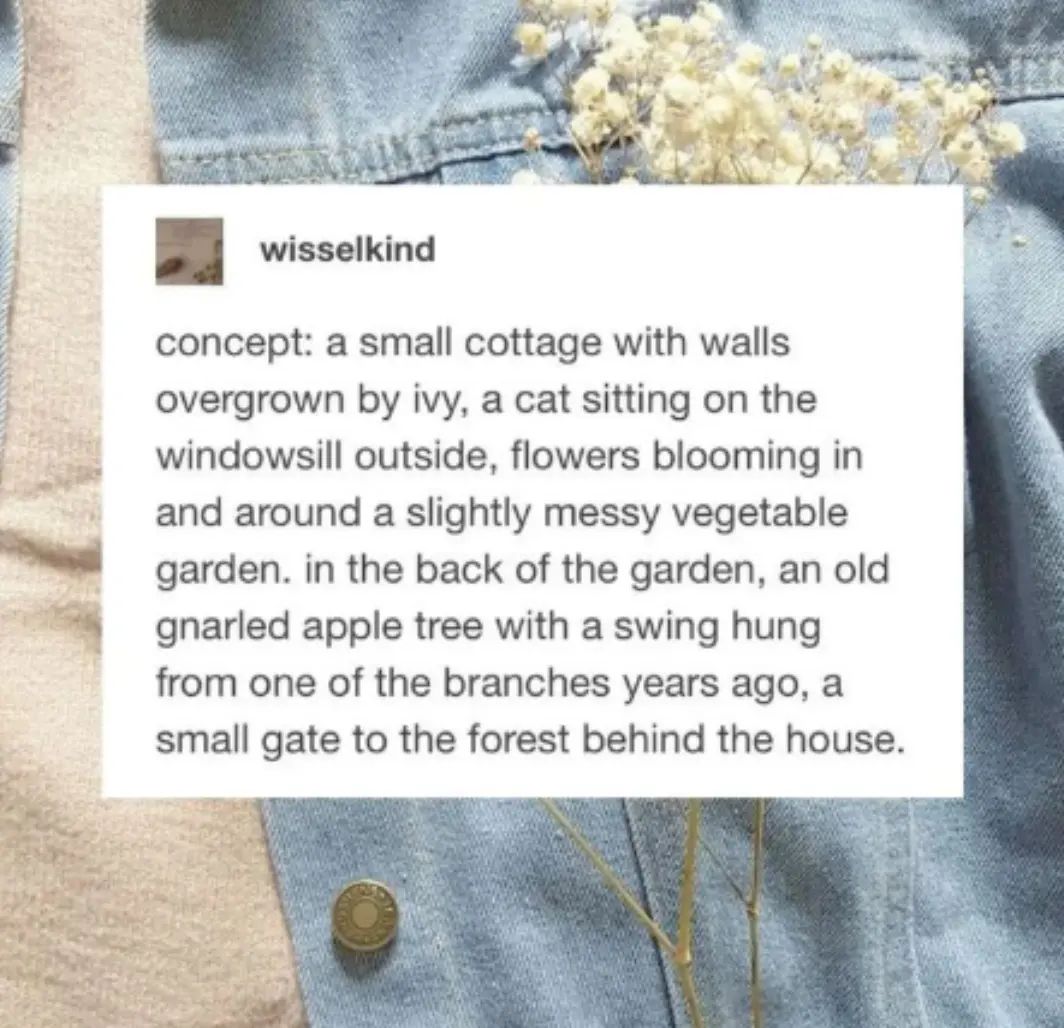 wisselkind
concept: a small cottage with walls
overgrown by ivy, a cat sitting on the
windowsill outside, flowers blooming in
and around a slightly messy vegetable
garden. in the back of the garden, an old
gnarled apple tree with a swing hung
from one of the branches years ago, a
small gate to the forest behind the house.